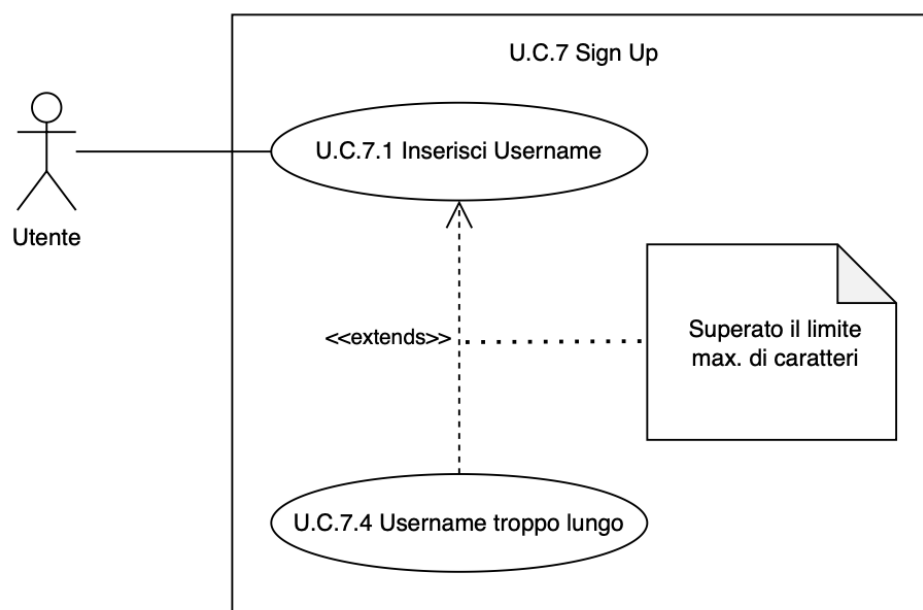 U.C.7 Sign Up
U.C.7.1 Inserisci Username
Utente
<<extends>>
Superato il limite
max. di caratteri
U.C.7.4 Username troppo lungo